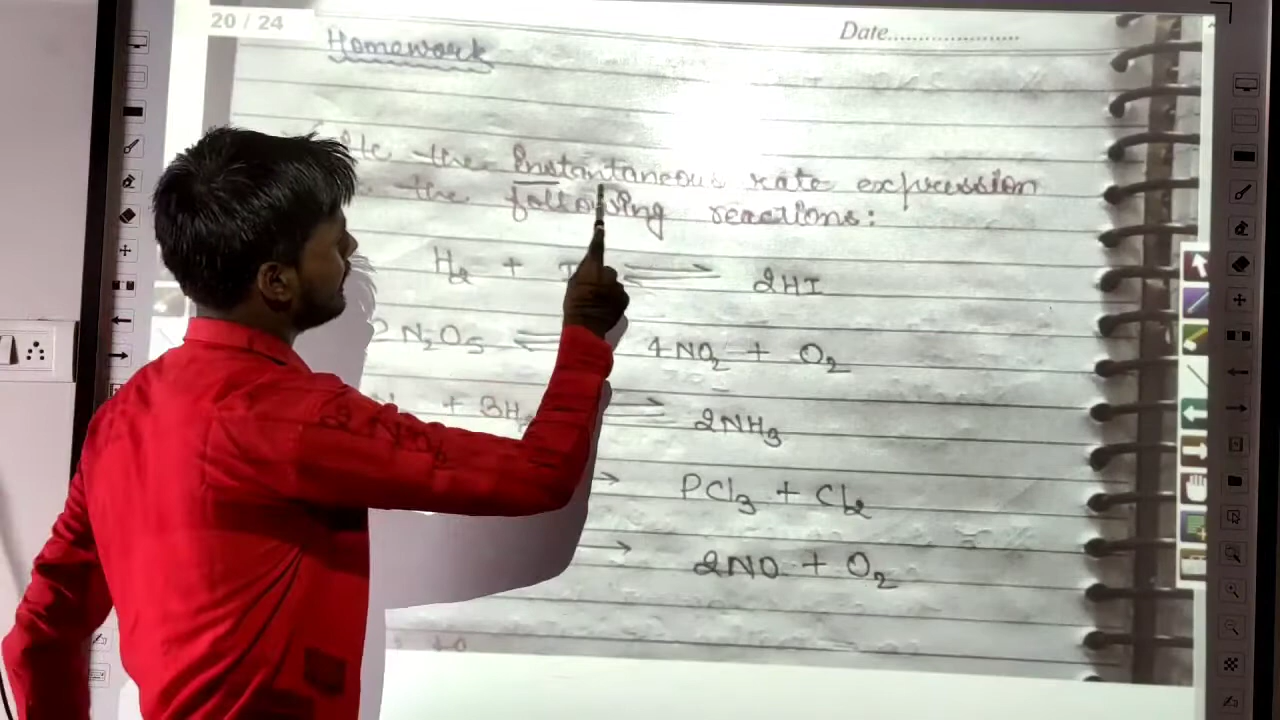 20 / 24
Date.....................
Homework
the Instantaneous rate expression
the following reactions:
H2 + ⇌ 2HI
2N2O5 ⇌ 4NO2 + O2
+ 3H2 ⇌ 2NH3
→ PCl3 + Cl2
→ 2NO + O2